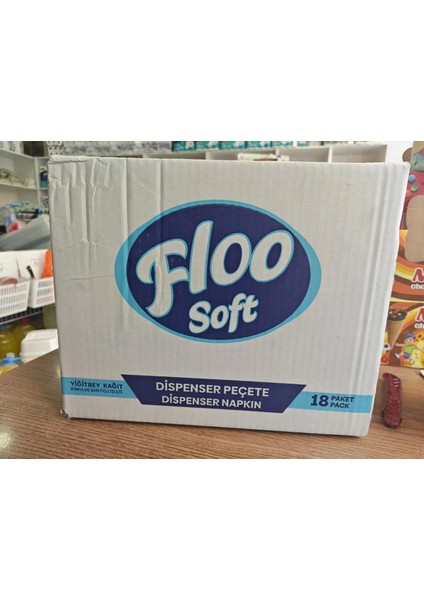 Floo
Soft
YİĞİTBEY KAĞIT
DİSPENSER PEÇETE
DİSPENSER NAPKIN
18 PAKET
PACK